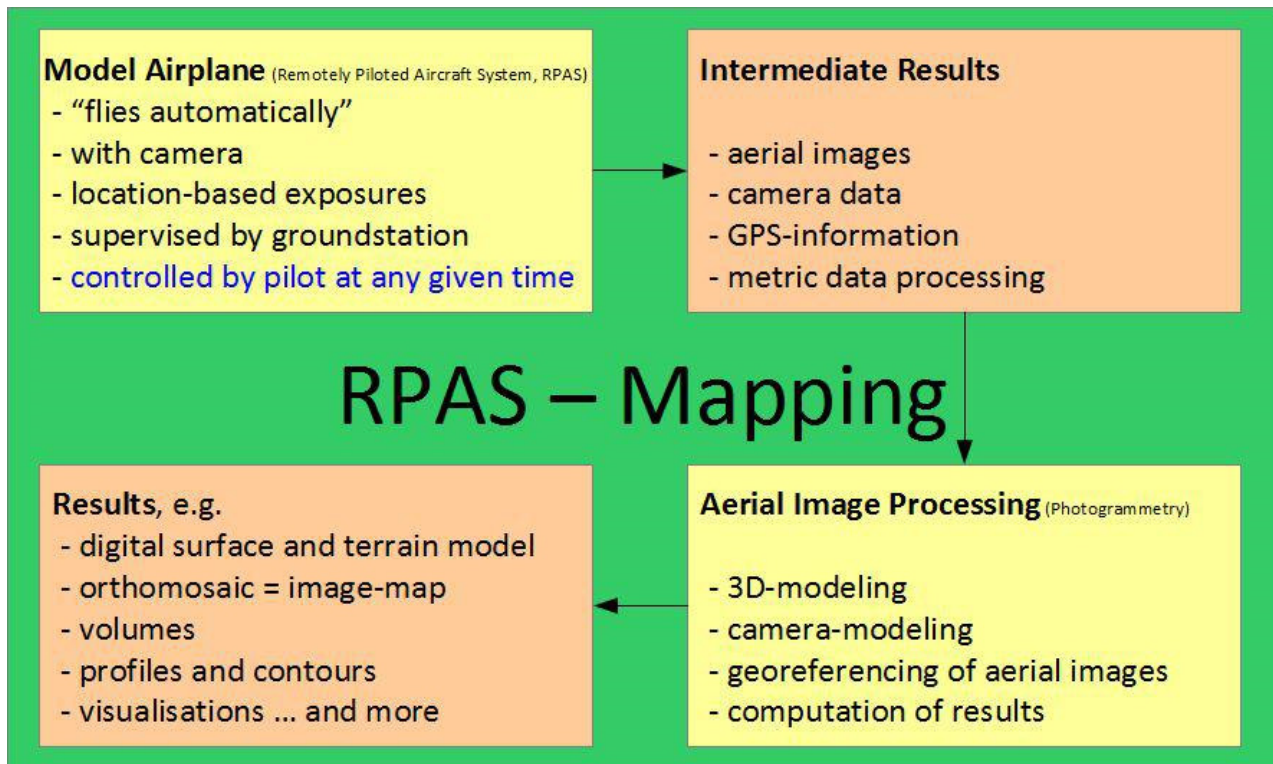 Model Airplane (Remotely Piloted Aircraft System, RPAS)
- “flies automatically”
- with camera
- location-based exposures
- supervised by groundstation
- controlled by pilot at any given time
Intermediate Results
- aerial images
- camera data
- GPS-information
- metric data processing
RPAS – Mapping
Aerial Image Processing (Photogrammetry)
- 3D-modeling
- camera-modeling
- georeferencing of aerial images
- computation of results
Results, e.g.
- digital surface and terrain model
- orthomosaic = image-map
- volumes
- profiles and contours
- visualisations ... and more